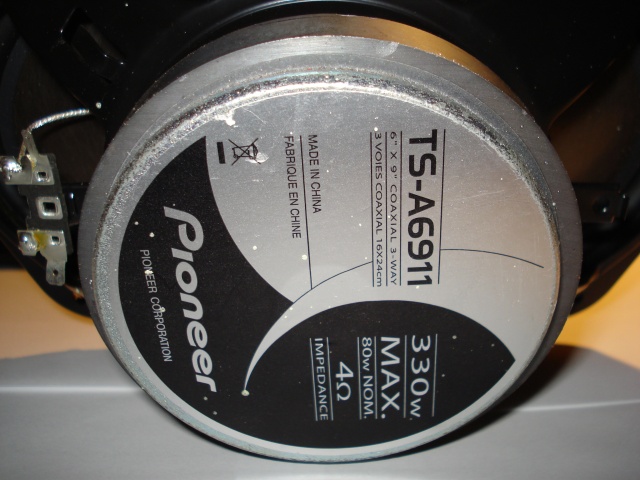 TS-A6911
6" X 9" COAXIAL 3-WAY
3 VOIES COAXIAL 16X24cm
MADE IN CHINA
FABRIQUE EN CHINE
330w.
MAX.
80w NOM.
4Ω
IMPEDANCE
Pioneer
PIONEER CORPORATION